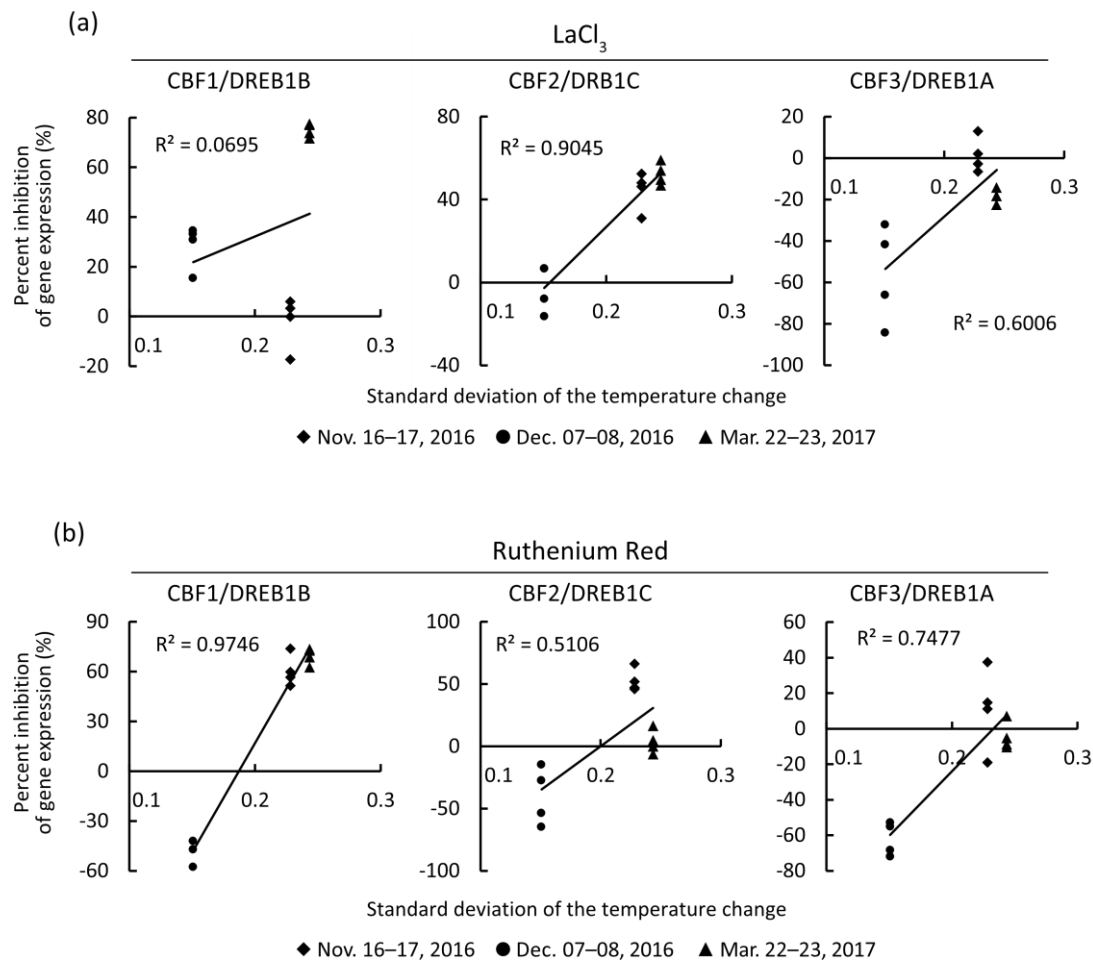 (a)
LaCl₃
CBF1/DREB1B
CBF2/DRB1C
CBF3/DREB1A
Percent inhibition
of gene expression (%)
80
60
40
20
0
-20
0.1
0.2
0.3
R² = 0.0695
80
40
0
-40
0.1
0.2
0.3
R² = 0.9045
20
0
-20
-40
-60
-80
-100
0.1
0.2
0.3
R² = 0.6006
Standard deviation of the temperature change
◆ Nov. 16–17, 2016 ● Dec. 07–08, 2016 ▲ Mar. 22–23, 2017
(b)
Ruthenium Red
CBF1/DREB1B
CBF2/DREB1C
CBF3/DREB1A
Percent inhibition
of gene expression (%)
90
60
30
0
-30
-60
0.1
0.2
0.3
R² = 0.9746
100
50
0
-50
-100
0.1
0.2
0.3
R² = 0.5106
60
40
20
0
-20
-40
-60
-80
0.1
0.2
0.3
R² = 0.7477
Standard deviation of the temperature change
◆ Nov. 16–17, 2016 ● Dec. 07–08, 2016 ▲ Mar. 22–23, 2017